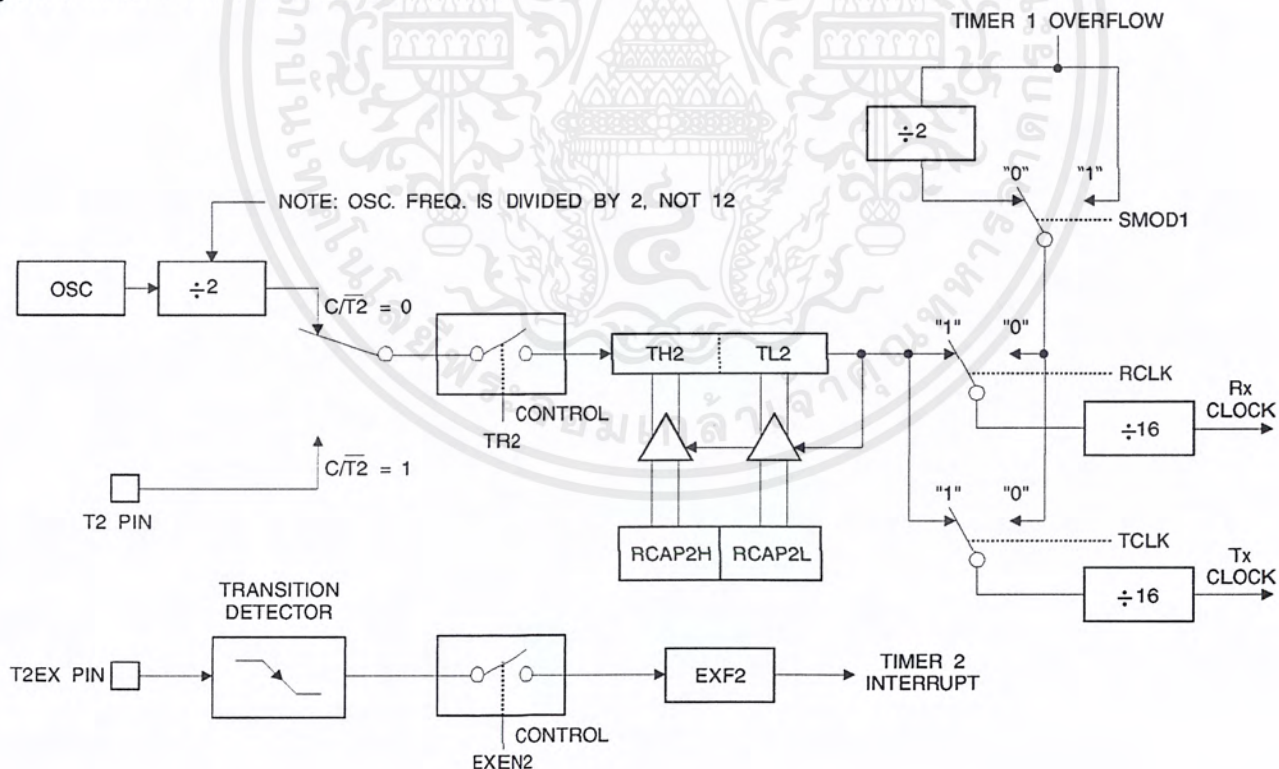 TIMER 1 OVERFLOW
÷2
"0" "1"
NOTE: OSC. FREQ. IS DIVIDED BY 2, NOT 12
SMOD1
OSC
÷2
C/T̅2̅ = 0
"1" "0"
TH2 TL2
RCLK
Rx
CLOCK
CONTROL
÷16
TR2
C/T̅2̅ = 1
"1" "0"
T2 PIN
RCAP2H RCAP2L
TCLK
Tx
CLOCK
TRANSITION
DETECTOR
÷16
T2EX PIN
EXF2
TIMER 2
INTERRUPT
CONTROL
EXEN2